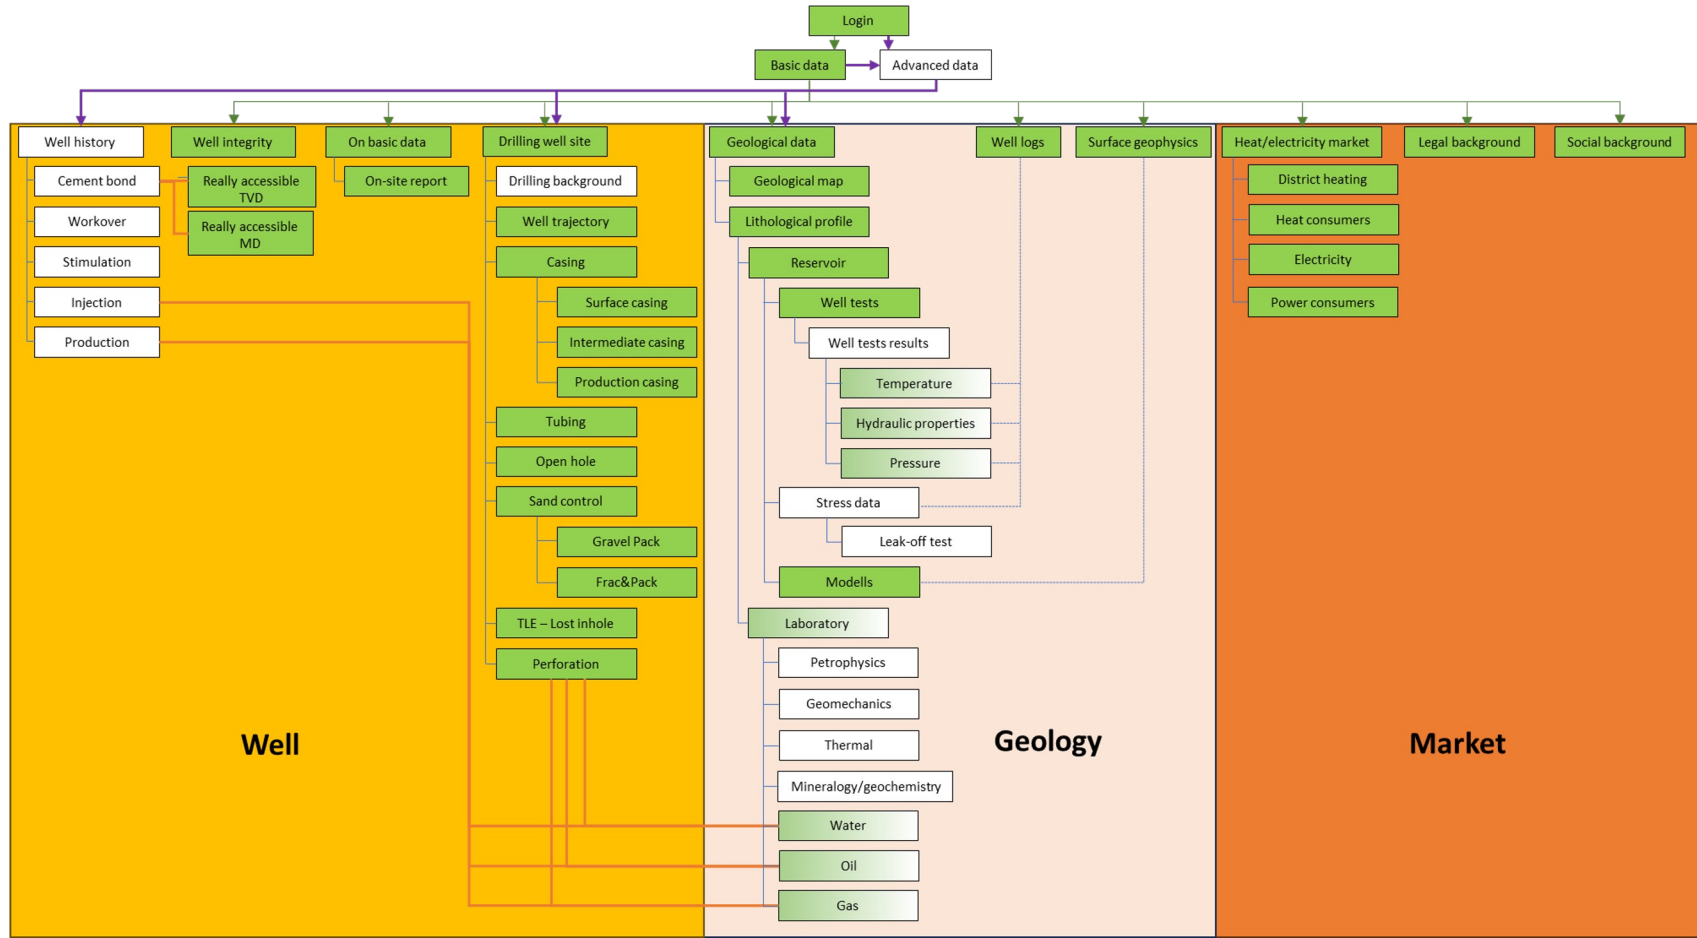 Login
Basic data
Advanced data
Well history
Well integrity
On basic data
Drilling well site
Geological data
Well logs
Surface geophysics
Heat/electricity market
Legal background
Social background
Cement bond
Workover
Stimulation
Injection
Production
Really accessible
TVD
Really accessible
MD
On-site report
Drilling background
Well trajectory
Casing
Surface casing
Intermediate casing
Production casing
Tubing
Open hole
Sand control
Gravel Pack
Frac&Pack
TLE – Lost inhole
Perforation
Geological map
Lithological profile
Reservoir
Well tests
Well tests results
Temperature
Hydraulic properties
Pressure
Stress data
Leak-off test
Modells
Laboratory
Petrophysics
Geomechanics
Thermal
Mineralogy/geochemistry
Water
Oil
Gas
District heating
Heat consumers
Electricity
Power consumers
Well
Geology
Market